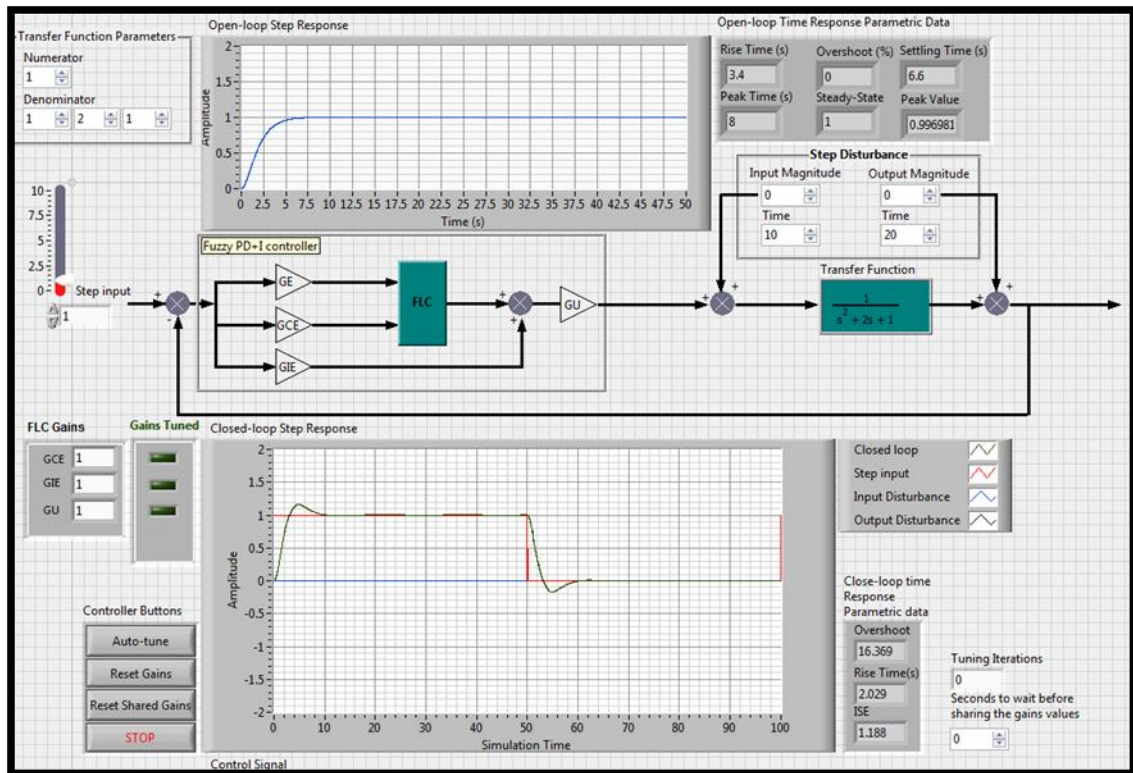 Transfer Function Parameters
Numerator
1
Denominator
1 2 1
Open-loop Step Response
Amplitude
2
1.5
1
0.5
0
0 2.5 5 7.5 10 12.5 15 17.5 20 22.5 25 27.5 30 32.5 35 37.5 40 42.5 45 47.5 50
Time (s)
Open-loop Time Response Parametric Data
Rise Time (s) Overshoot (%) Settling Time (s)
3.4 0 6.6
Peak Time (s) Steady-State Peak Value
8 1 0.996981
Step Disturbance
Input Magnitude Output Magnitude
0 0
Time Time
10 20
10
7.5
5
2.5
0
Step input
1
Fuzzy PD+I controller
GE
GCE
GIE
FLC
GU
+
-
+
+
+
+
+
Transfer Function
1
s² + 2s + 1
FLC Gains
GCE 1
GIE 1
GU 1
Gains Tuned
Closed-loop Step Response
Amplitude
2
1.5
1
0.5
0
-0.5
-1
-1.5
-2
0 10 20 30 40 50 60 70 80 90 100
Simulation Time
Closed loop
Step input
Input Disturbance
Output Disturbance
Controller Buttons
Auto-tune
Reset Gains
Reset Shared Gains
STOP
Close-loop time
Response
Parametric data
Overshoot
16.369
Rise Time(s)
2.029
ISE
1.188
Tuning Iterations
0
Seconds to wait before
sharing the gains values
0
Control Signal